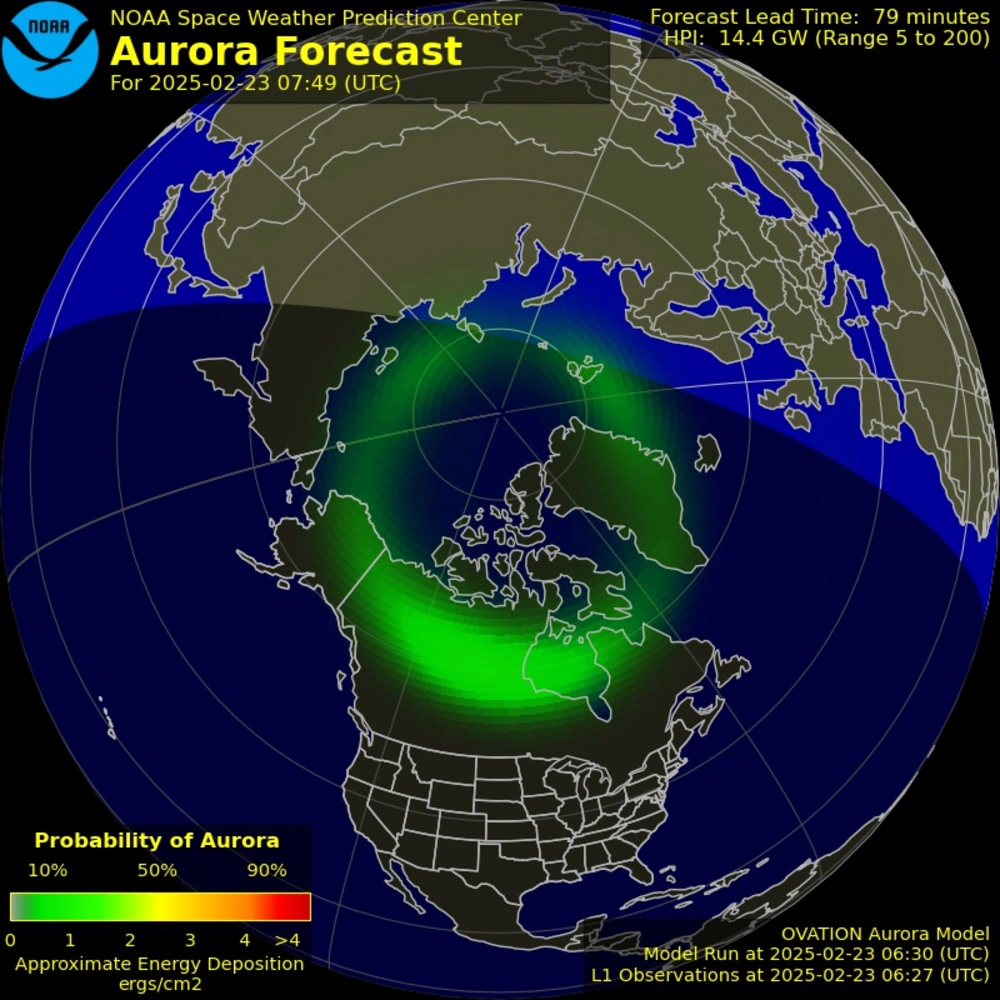 NOAA
NOAA Space Weather Prediction Center
Aurora Forecast
For 2025-02-23 07:49 (UTC)
Forecast Lead Time: 79 minutes
HPI: 14.4 GW (Range 5 to 200)
Probability of Aurora
10% 50% 90%
0 1 2 3 4 >4
Approximate Energy Deposition
ergs/cm2
OVATION Aurora Model
Model Run at 2025-02-23 06:30 (UTC)
L1 Observations at 2025-02-23 06:27 (UTC)